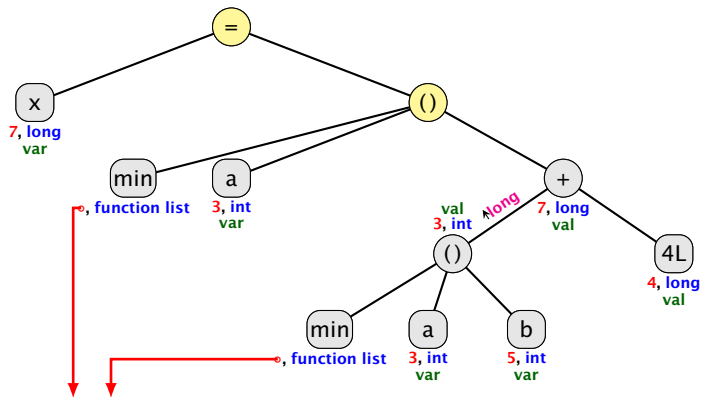 =
x
7, long
var
()
min
, function list
a
3, int
var
+
7, long
val
long
val
3, int
()
4L
4, long
val
min
, function list
a
3, int
var
b
5, int
var